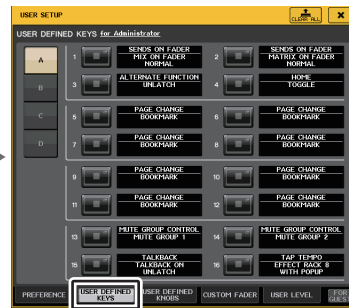 USER SETUP
CLEAR ALL
USER DEFINED KEYS for Administrator
A
B
C
D
1
SENDS ON FADER
MIX ON FADER
NORMAL
2
SENDS ON FADER
MATRIX ON FADER
NORMAL
3
ALTERNATE FUNCTION
UNLATCH
4
HOME
TOGGLE
5
PAGE CHANGE
BOOKMARK
6
PAGE CHANGE
BOOKMARK
7
PAGE CHANGE
BOOKMARK
8
PAGE CHANGE
BOOKMARK
9
PAGE CHANGE
BOOKMARK
10
PAGE CHANGE
BOOKMARK
11
PAGE CHANGE
BOOKMARK
12
PAGE CHANGE
BOOKMARK
13
MUTE GROUP CONTROL
MUTE GROUP 1
14
MUTE GROUP CONTROL
MUTE GROUP 2
15
TALKBACK
TALKBACK ON
UNLATCH
16
TAP TEMPO
EFFECT RACK 8
WITH POPUP
PREFERENCE
USER DEFINED
KEYS
USER DEFINED
KNOBS
CUSTOM FADER
USER LEVEL
FOR
GUEST